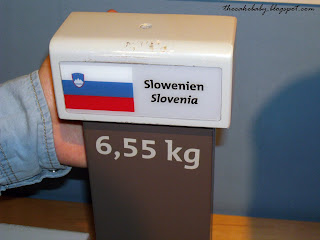 thecakebaby.blogspot.com
Slowenien
Slovenia
6,55 kg